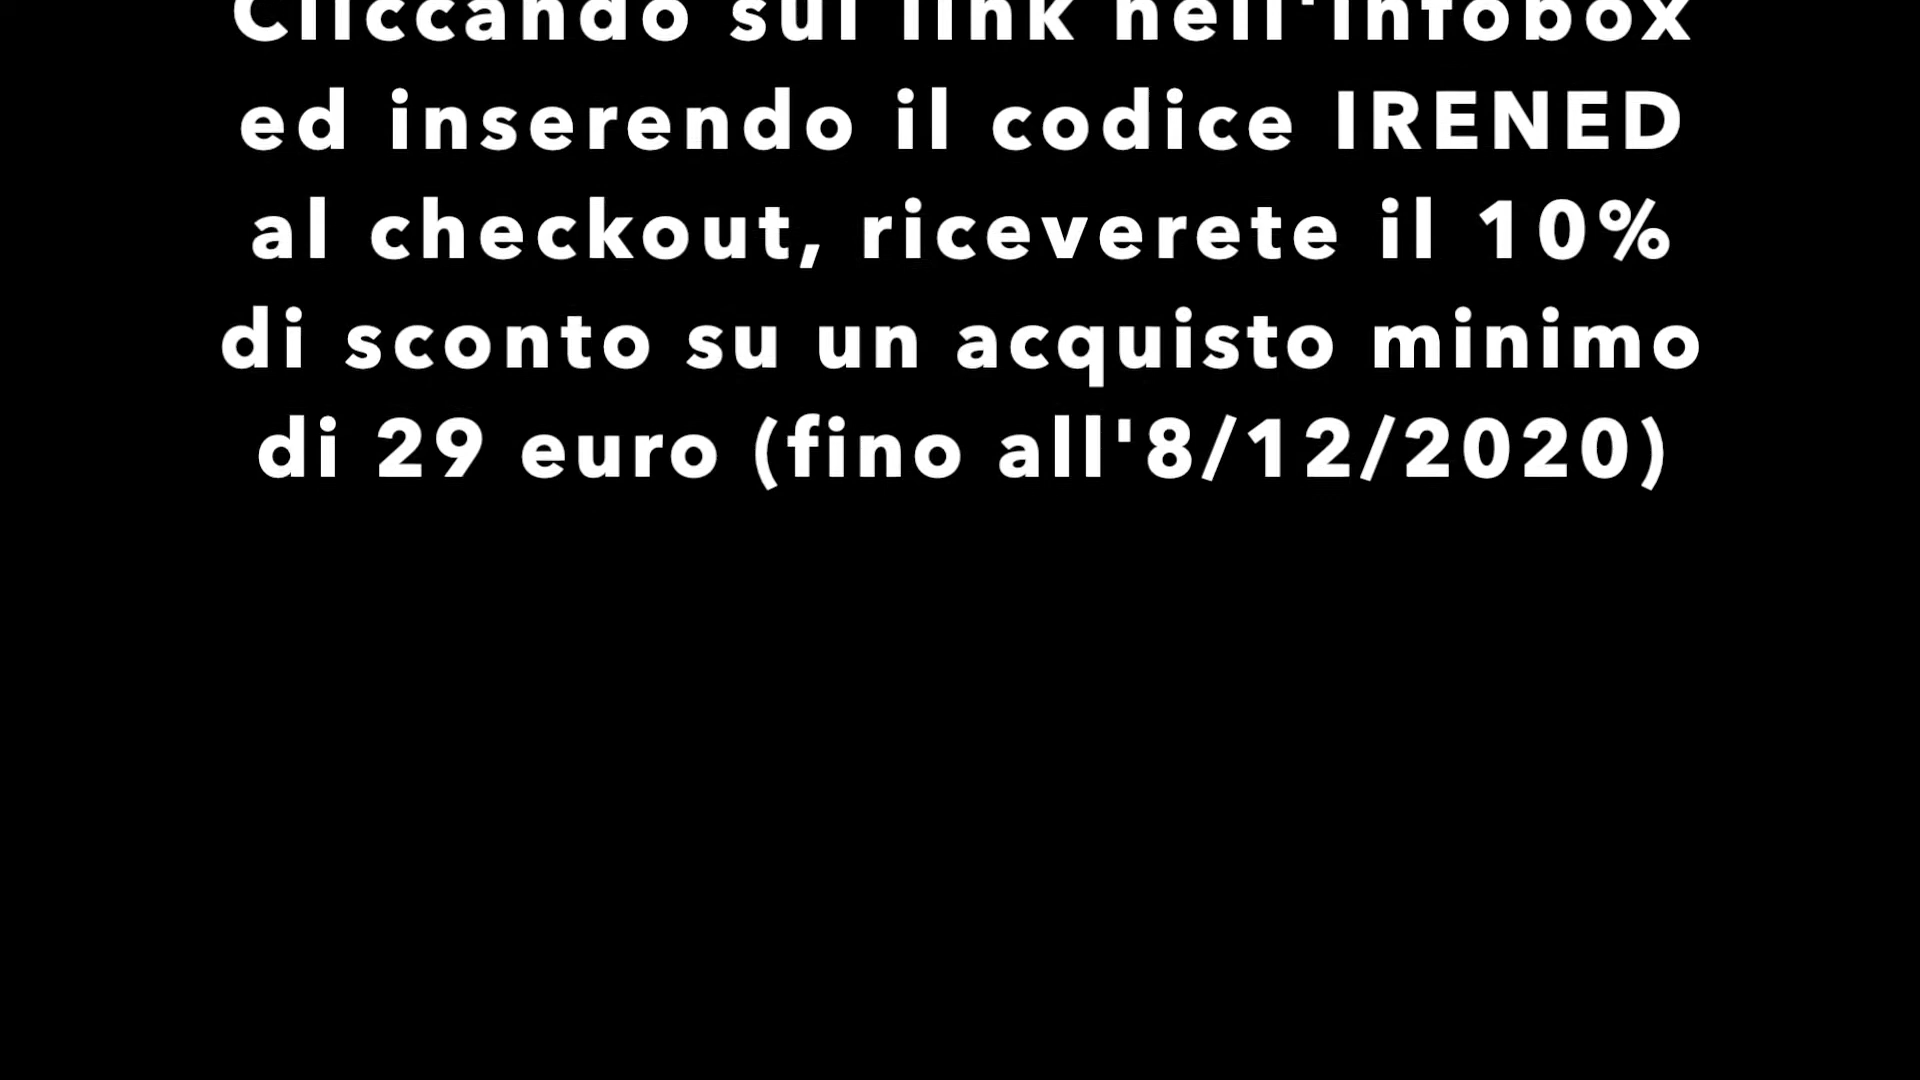 Cliccando sul link nell'infobox
ed inserendo il codice IRENED
al checkout, riceverete il 10%
di sconto su un acquisto minimo
di 29 euro (fino all'8/12/2020)